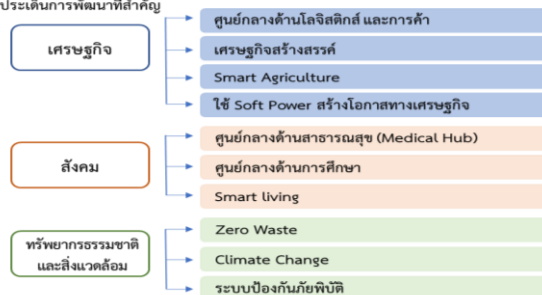 ประเด็นการพัฒนาที่สำคัญ
เศรษฐกิจ
ศูนย์กลางด้านโลจิสติกส์ และการค้า
เศรษฐกิจสร้างสรรค์
Smart Agriculture
ใช้ Soft Power สร้างโอกาสทางเศรษฐกิจ
สังคม
ศูนย์กลางด้านสาธารณสุข (Medical Hub)
ศูนย์กลางด้านการศึกษา
Smart living
ทรัพยากรธรรมชาติ
และสิ่งแวดล้อม
Zero Waste
Climate Change
ระบบป้องกันภัยพิบัติ